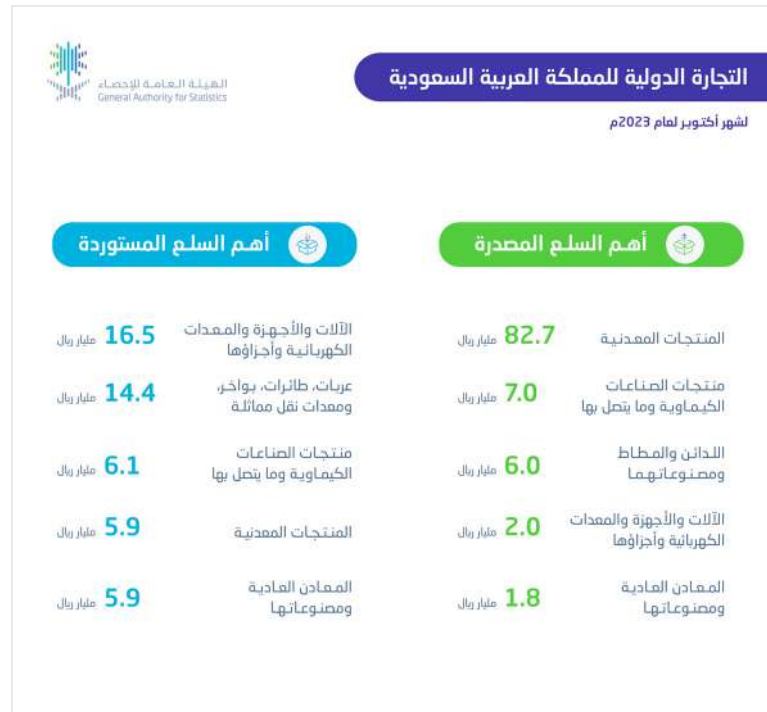 التجارة الدولية للمملكة العربية السعودية
لشهر أكتوبر لعام 2023م
الهيئة العامة للإحصاء
General Authority for Statistics
أهم السلع المصدرة
المنتجات المعدنية
82.7 مليار ريال
منتجات الصناعات
الكيماوية وما يتصل بها
7.0 مليار ريال
اللدائن والمطاط
ومصنوعاتهما
6.0 مليار ريال
الآلات والأجهزة والمعدات
الكهربائية وأجزاؤها
2.0 مليار ريال
المعادن العادية
ومصنوعاتها
1.8 مليار ريال
أهم السلع المستوردة
الآلات والأجهزة والمعدات
الكهربائية وأجزاؤها
16.5 مليار ريال
عربات، طائرات، بواخر،
ومعدات نقل مماثلة
14.4 مليار ريال
منتجات الصناعات
الكيماوية وما يتصل بها
6.1 مليار ريال
المنتجات المعدنية
5.9 مليار ريال
المعادن العادية
ومصنوعاتها
5.9 مليار ريال